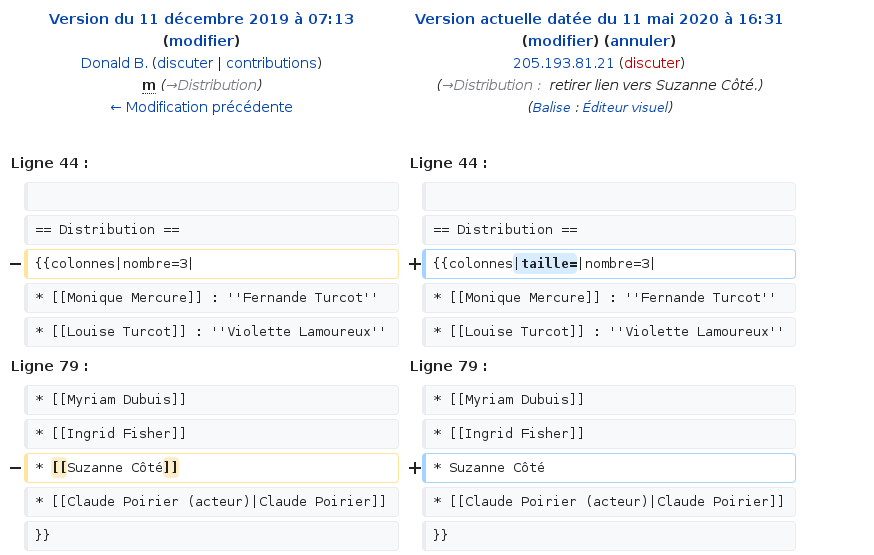 Version du 11 décembre 2019 à 07:13
(modifier)
Donald B. (discuter | contributions)
m (→Distribution)
← Modification précédente
Version actuelle datée du 11 mai 2020 à 16:31
(modifier) (annuler)
205.193.81.21 (discuter)
(→Distribution : retirer lien vers Suzanne Côté.)
(Balise : Éditeur visuel)
Ligne 44 :
Ligne 44 :
== Distribution ==
== Distribution ==
− {{colonnes|nombre=3|
+ {{colonnes|taille=|nombre=3|
* [[Monique Mercure]] : ''Fernande Turcot''
* [[Monique Mercure]] : ''Fernande Turcot''
* [[Louise Turcot]] : ''Violette Lamoureux''
* [[Louise Turcot]] : ''Violette Lamoureux''
Ligne 79 :
Ligne 79 :
* [[Myriam Dubuis]]
* [[Myriam Dubuis]]
* [[Ingrid Fisher]]
* [[Ingrid Fisher]]
− * [[Suzanne Côté]]
+ * Suzanne Côté
* [[Claude Poirier (acteur)|Claude Poirier]]
* [[Claude Poirier (acteur)|Claude Poirier]]
}}
}}